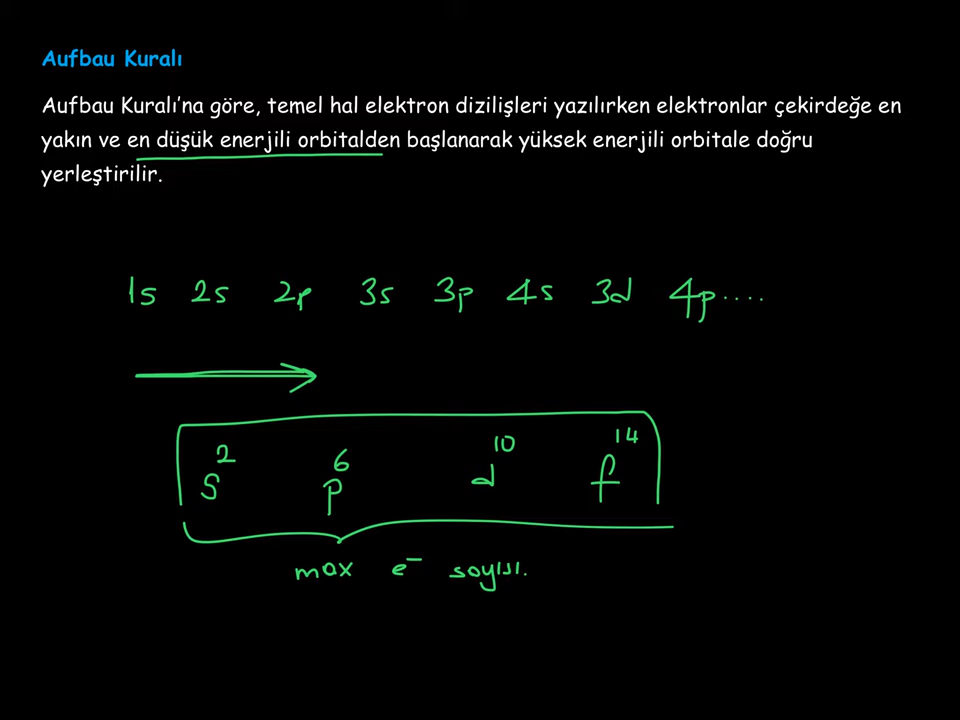 Aufbau Kuralı
Aufbau Kuralı'na göre, temel hal elektron dizilişleri yazılırken elektronlar çekirdeğe en
yakın ve en düşük enerjili orbitalden başlanarak yüksek enerjili orbitale doğru
yerleştirilir.
1s 2s 2p 3s 3p 4s 3d 4p....
s² p⁶ d¹⁰ f¹⁴
max e⁻ sayısı.